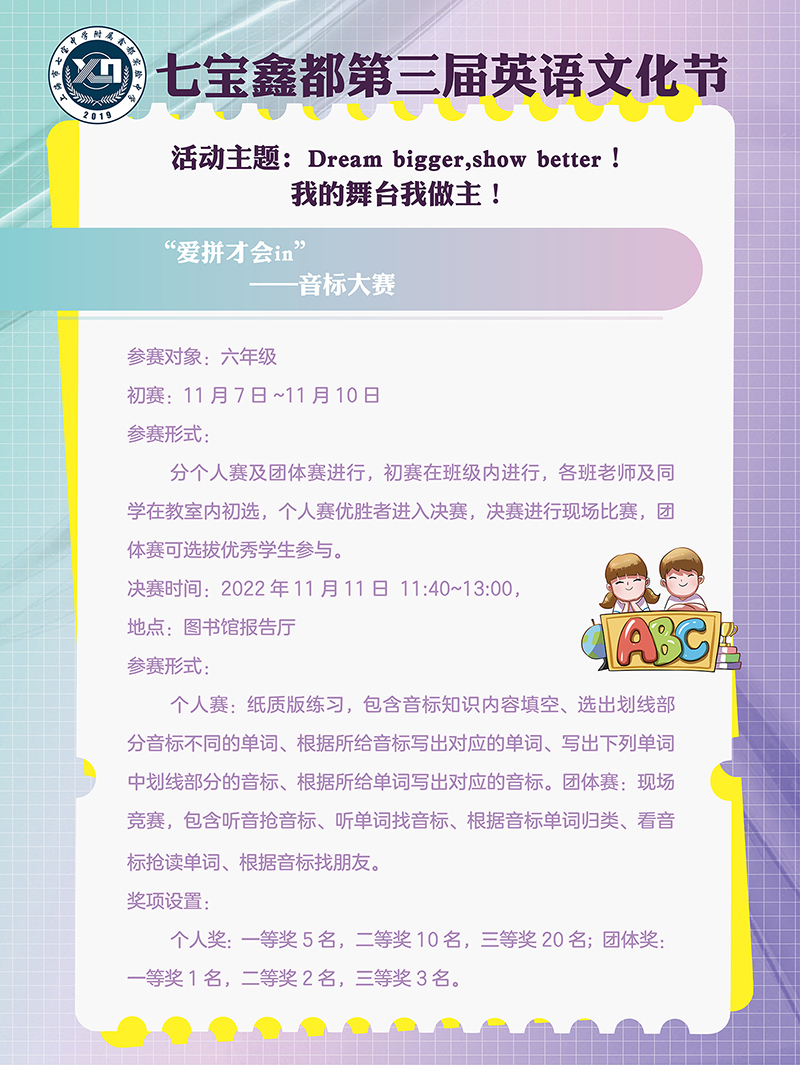 上海市七宝中学附属鑫都实验中学
2019
七宝鑫都第三届英语文化节
活动主题：Dream bigger,show better！
我的舞台我做主！
“爱拼才会in”
——音标大赛
参赛对象：六年级
初赛：11 月 7 日 ~11 月 10 日
参赛形式：
分个人赛及团体赛进行，初赛在班级内进行，各班老师及同
学在教室内初选，个人赛优胜者进入决赛，决赛进行现场比赛，团
体赛可选拔优秀学生参与。
决赛时间：2022 年 11 月 11 日 11:40~13:00，
地点：图书馆报告厅
参赛形式：
个人赛：纸质版练习，包含音标知识内容填空、选出划线部
分音标不同的单词、根据所给音标写出对应的单词、写出下列单词
中划线部分的音标、根据所给单词写出对应的音标。团体赛：现场
竞赛，包含听音抢音标、听单词找音标、根据音标单词归类、看音
标抢读单词、根据音标找朋友。
奖项设置：
个人奖：一等奖 5 名，二等奖 10 名，三等奖 20 名；团体奖：
一等奖 1 名，二等奖 2 名，三等奖 3 名。
ABC